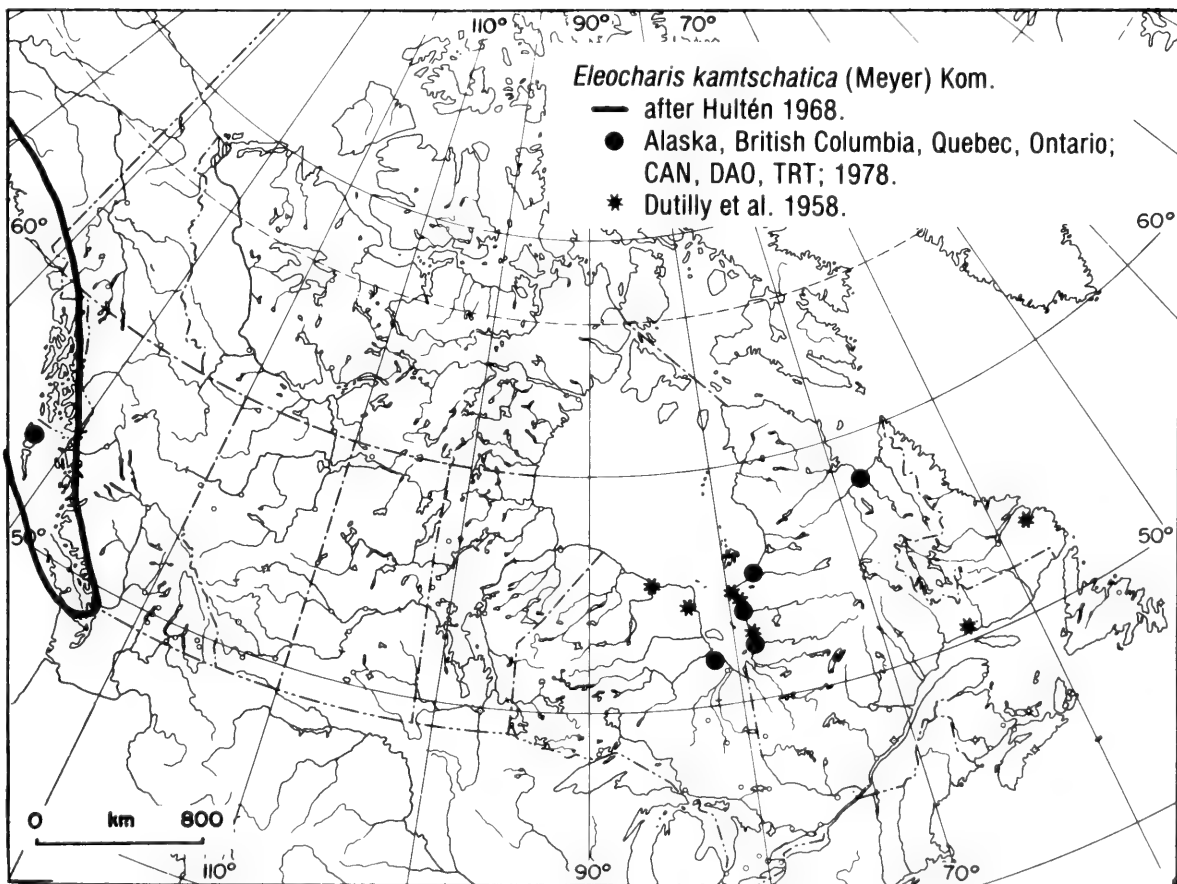 110° 90° 70°
Eleocharis kamtschatica (Meyer) Kom.
after Hultén 1968.
Alaska, British Columbia, Quebec, Ontario;
CAN, DAO, TRT; 1978.
Dutilly et al. 1958.
60° 60°
50° 50°
0 km 800
110° 90° 70°